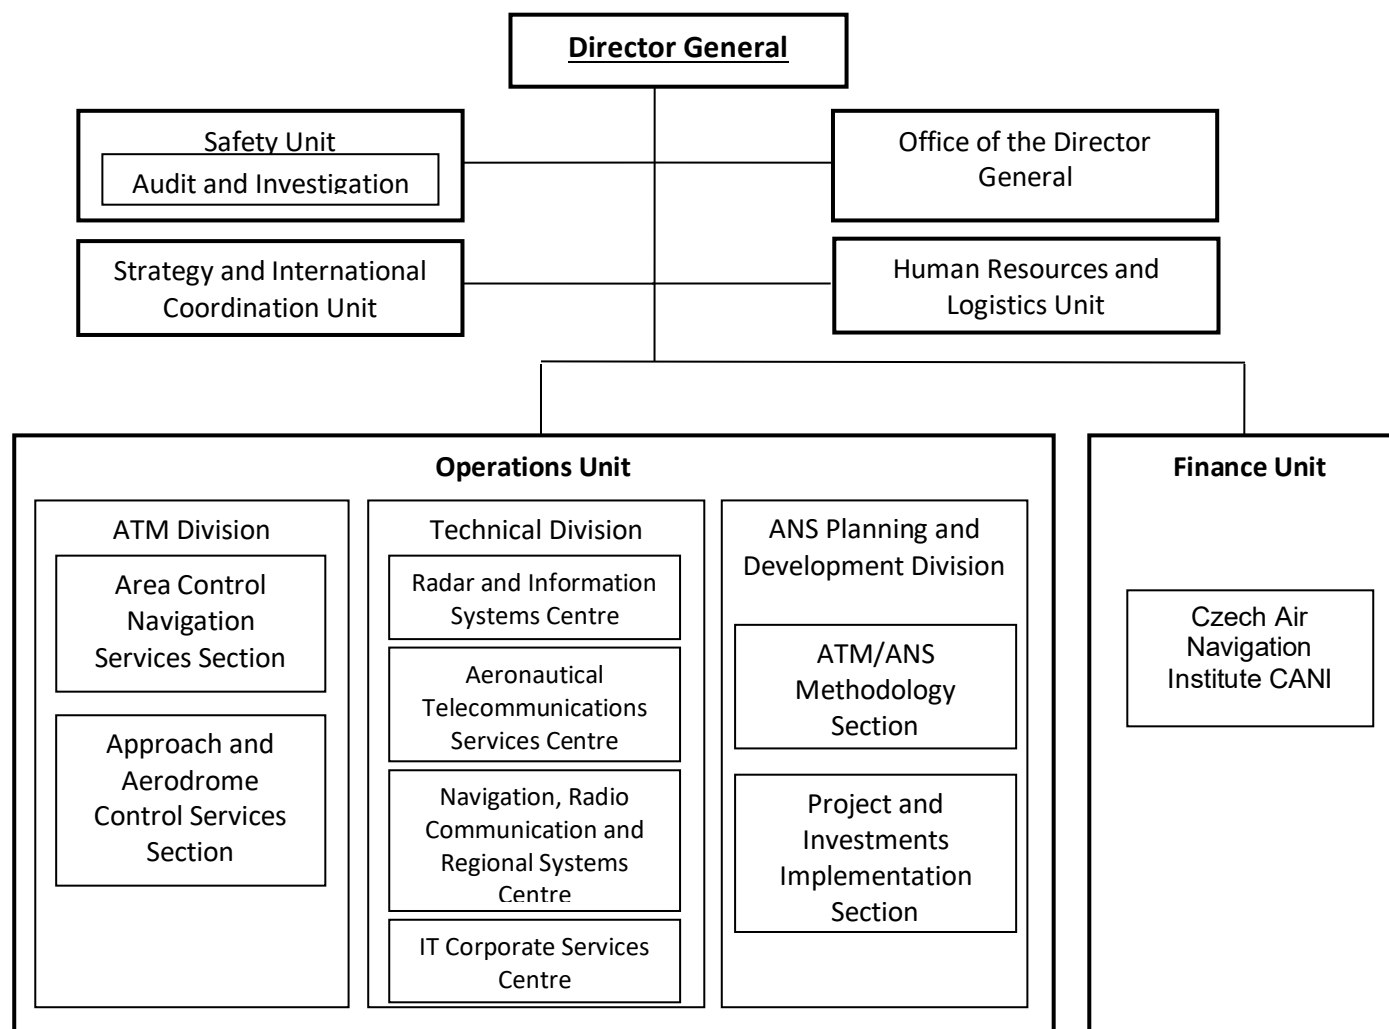 Director General
Safety Unit
Audit and Investigation
Office of the Director
General
Strategy and International
Coordination Unit
Human Resources and
Logistics Unit
Operations Unit
ATM Division
Area Control
Navigation
Services Section
Approach and
Aerodrome
Control Services
Section
Technical Division
Radar and Information
Systems Centre
Aeronautical
Telecommunications
Services Centre
Navigation, Radio
Communication and
Regional Systems
Centre
IT Corporate Services
Centre
ANS Planning and
Development Division
ATM/ANS
Methodology
Section
Project and
Investments
Implementation
Section
Finance Unit
Czech Air
Navigation
Institute CANI